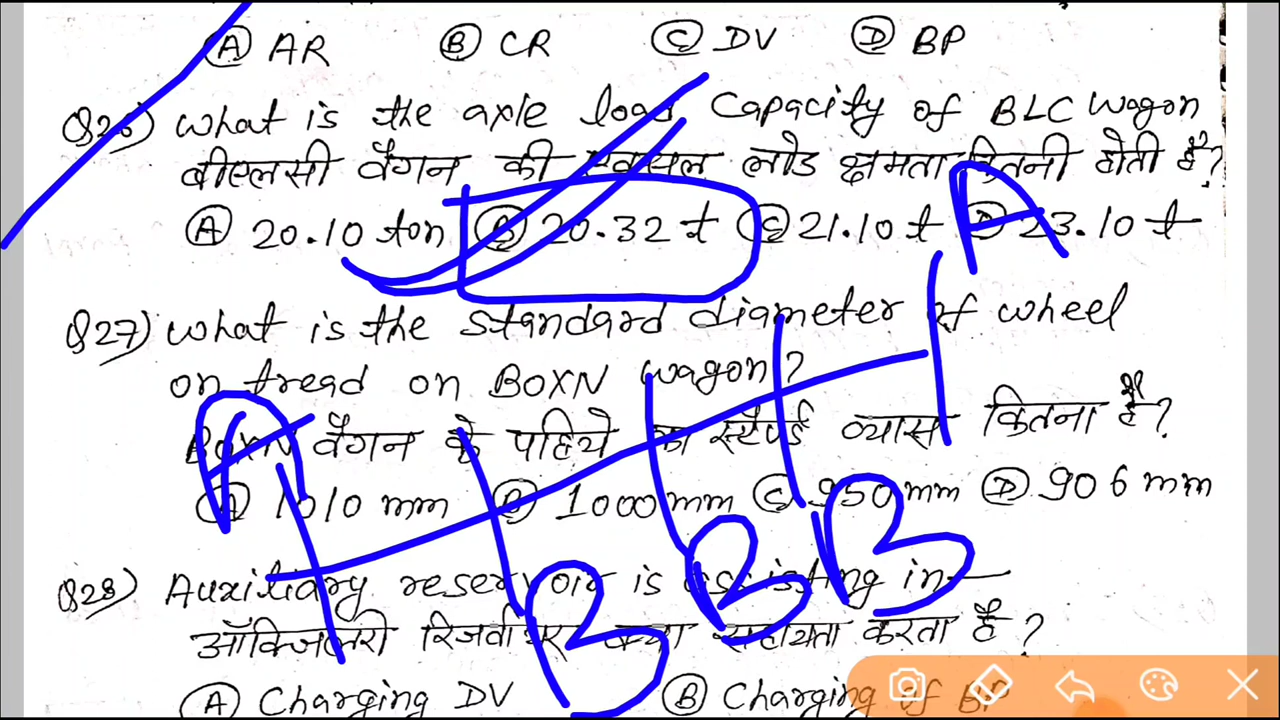 Ⓐ AR Ⓑ CR Ⓒ DV Ⓓ BP
Q26) What is the axle load Capacity of BLC wagon
बीएलसी वैगन की एक्सल लोड क्षमता कितनी होती है?
Ⓐ 20.10 ton Ⓑ 20.32 t Ⓒ 21.10 t Ⓓ 23.10 t
A
Q27) What is the standard diameter of wheel
on tread on BOXN wagon?
BOXN वैगन के पहिये का स्टैण्डर्ड व्यास कितना है?
A
Ⓐ 1010 mm Ⓑ 1000 mm Ⓒ 950 mm Ⓓ 906 mm
B B B
Q28) Auxiliary reservoir is assisting in—
ऑक्जिलरी रिजर्वायर क्या सहायता करता है?
Ⓐ Charging DV Ⓑ Charging of BP